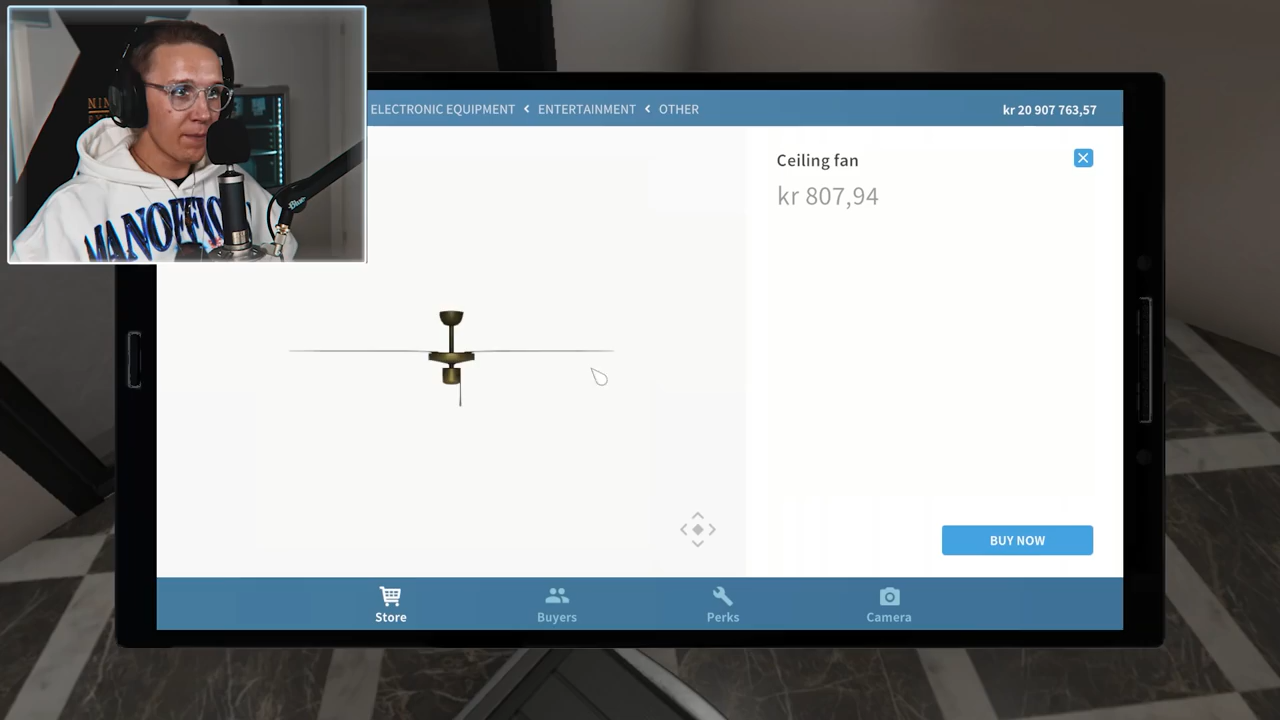 ELECTRONIC EQUIPMENT < ENTERTAINMENT < OTHER
kr 20 907 763,57
Ceiling fan
kr 807,94
BUY NOW
Store
Buyers
Perks
Camera
Blue